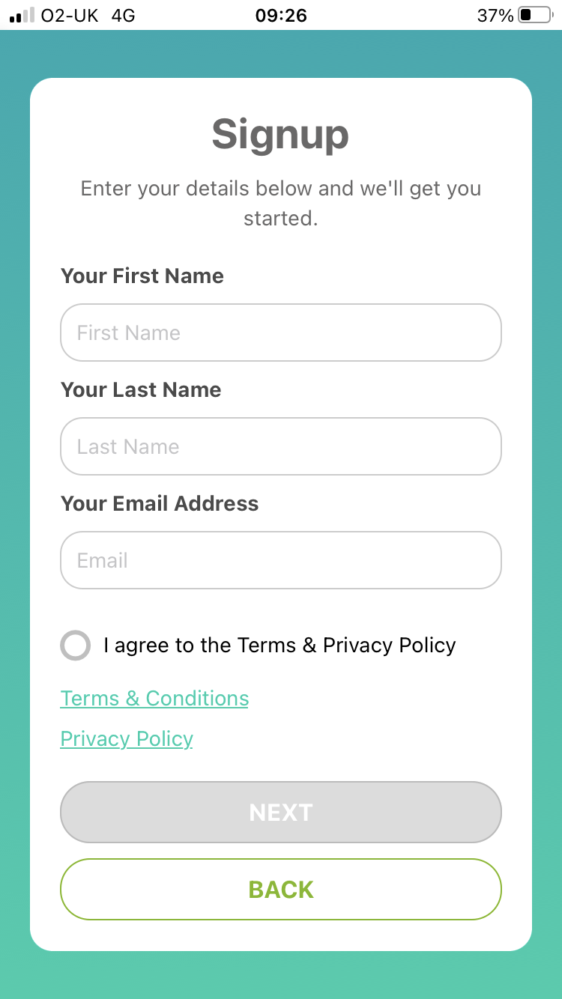 O2-UK 4G 09:26 37%
Signup
Enter your details below and we'll get you
started.
Your First Name
First Name
Your Last Name
Last Name
Your Email Address
Email
I agree to the Terms & Privacy Policy
Terms & Conditions
Privacy Policy
NEXT
BACK